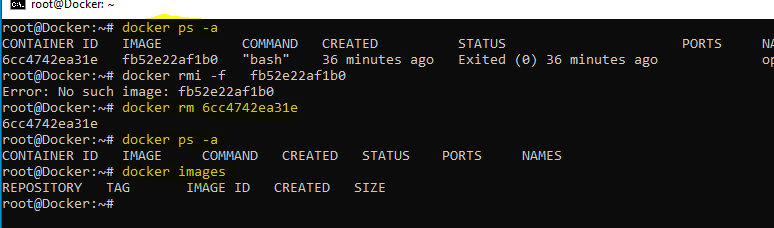 root@Docker: ~
root@Docker:~# docker ps -a
CONTAINER ID   IMAGE          COMMAND   CREATED          STATUS                      PORTS     NA
6cc4742ea31e   fb52e22af1b0   "bash"    36 minutes ago   Exited (0) 36 minutes ago             op
root@Docker:~# docker rmi -f   fb52e22af1b0
Error: No such image: fb52e22af1b0
root@Docker:~# docker rm 6cc4742ea31e
6cc4742ea31e
root@Docker:~# docker ps -a
CONTAINER ID   IMAGE     COMMAND   CREATED   STATUS    PORTS     NAMES
root@Docker:~# docker images
REPOSITORY   TAG       IMAGE ID   CREATED   SIZE
root@Docker:~#